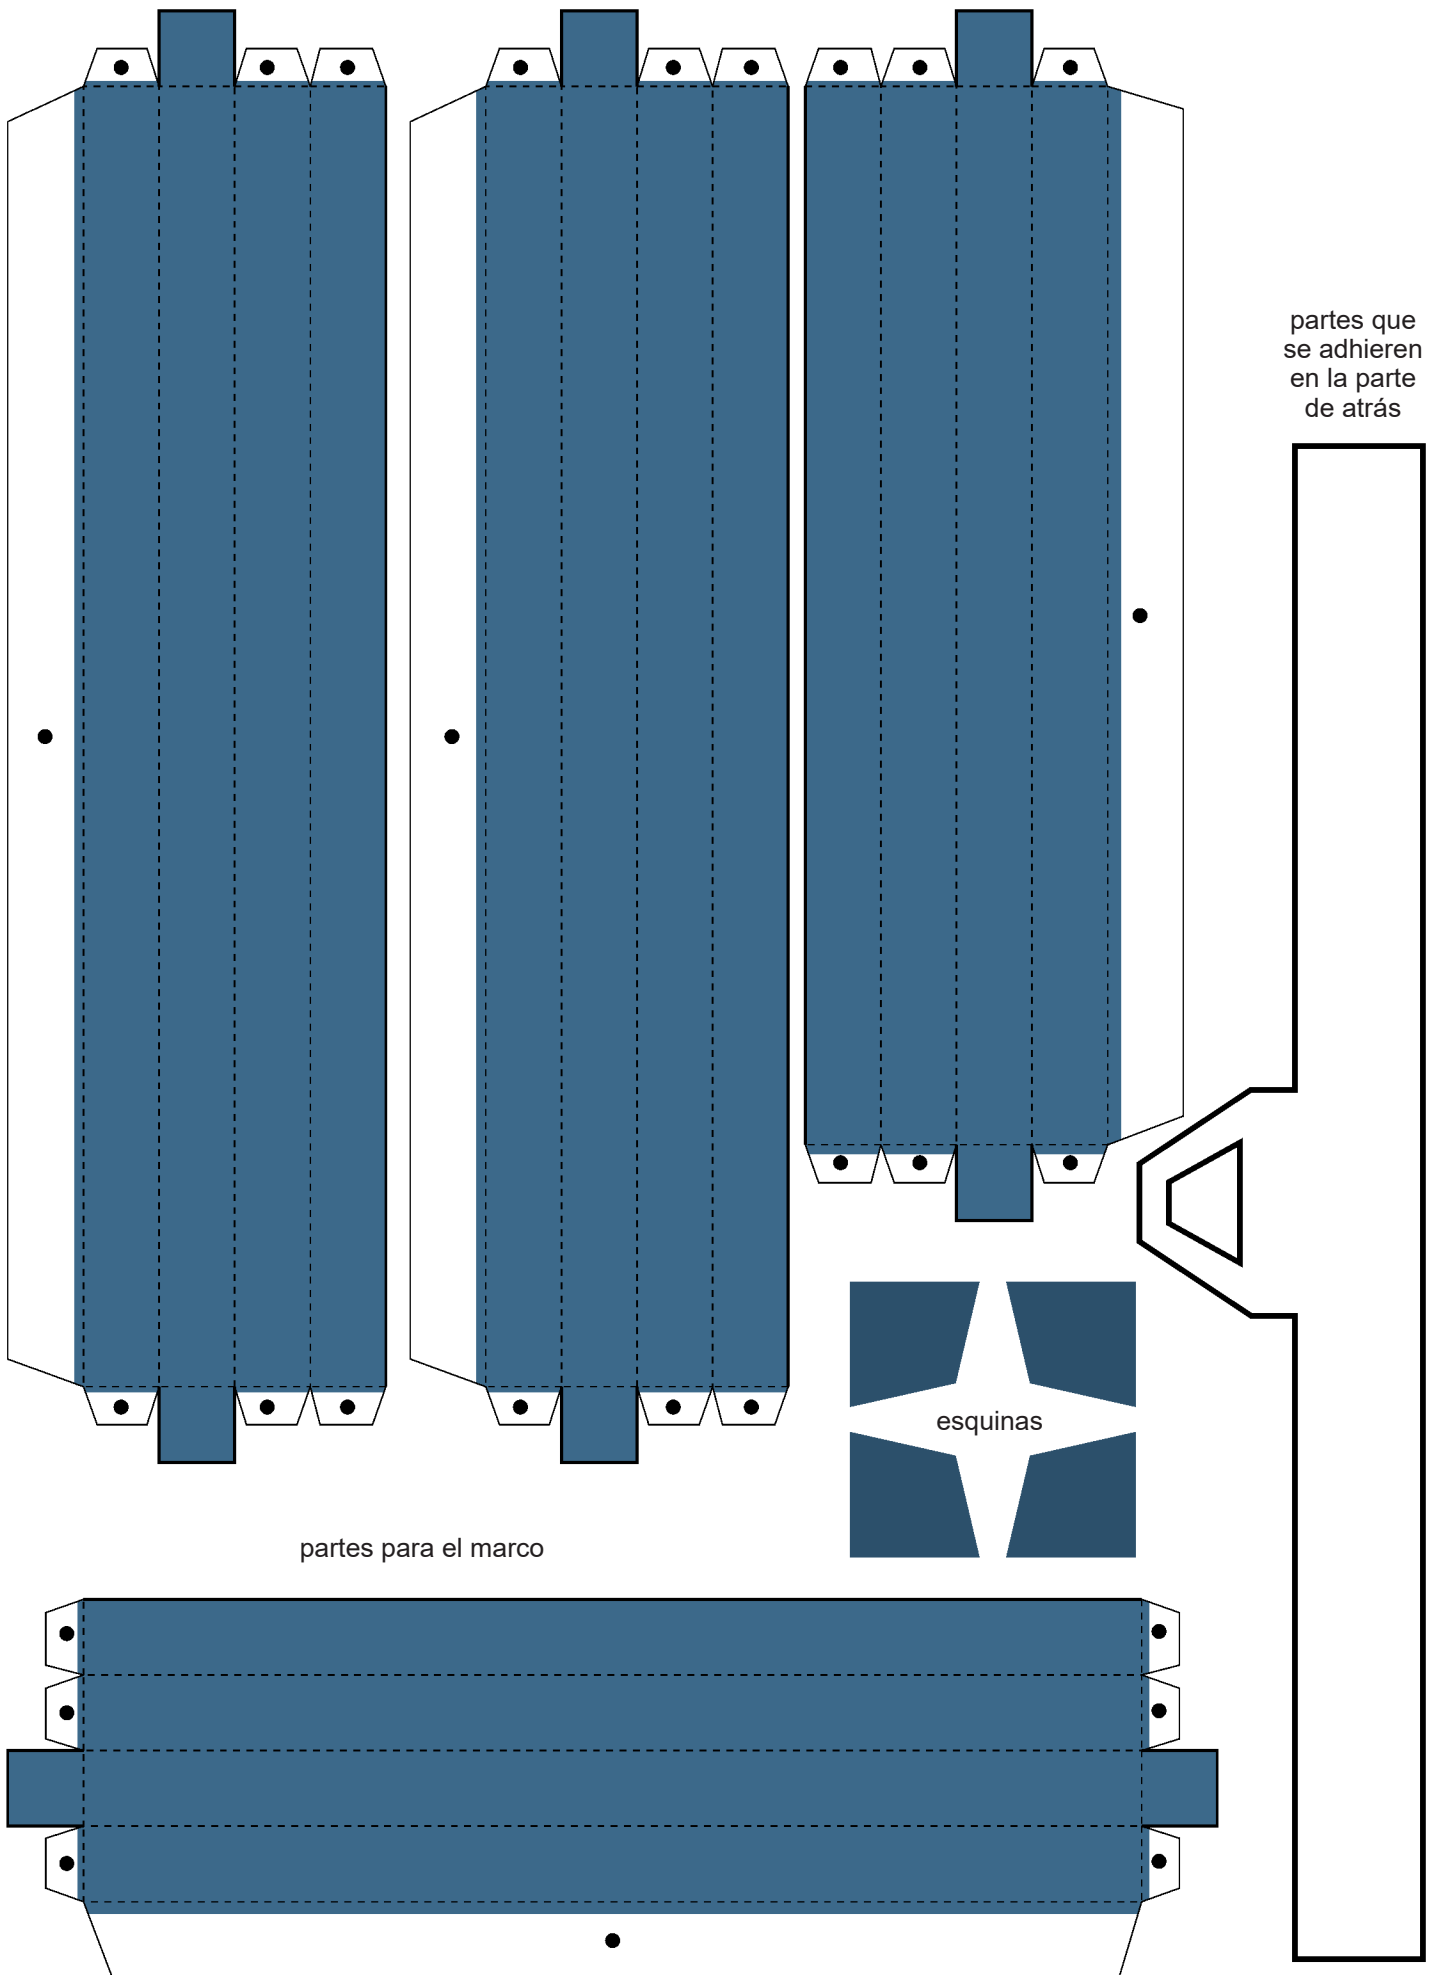 partes que
se adhieren
en la parte
de atrás
esquinas
partes para el marco